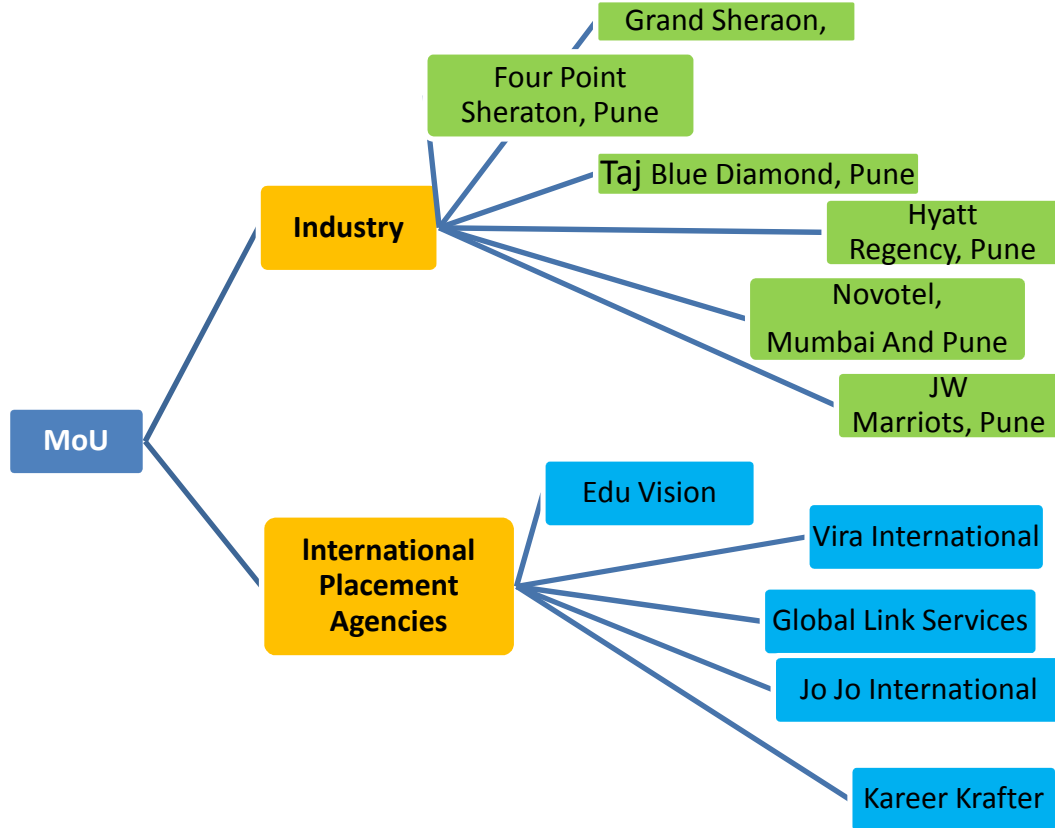 Grand Sheraon,
Four Point
Sheraton, Pune
Taj Blue Diamond, Pune
Industry
Hyatt
Regency, Pune
Novotel,
Mumbai And Pune
JW
Marriots, Pune
MoU
Edu Vision
International
Placement
Agencies
Vira International
Global Link Services
Jo Jo International
Kareer Krafter